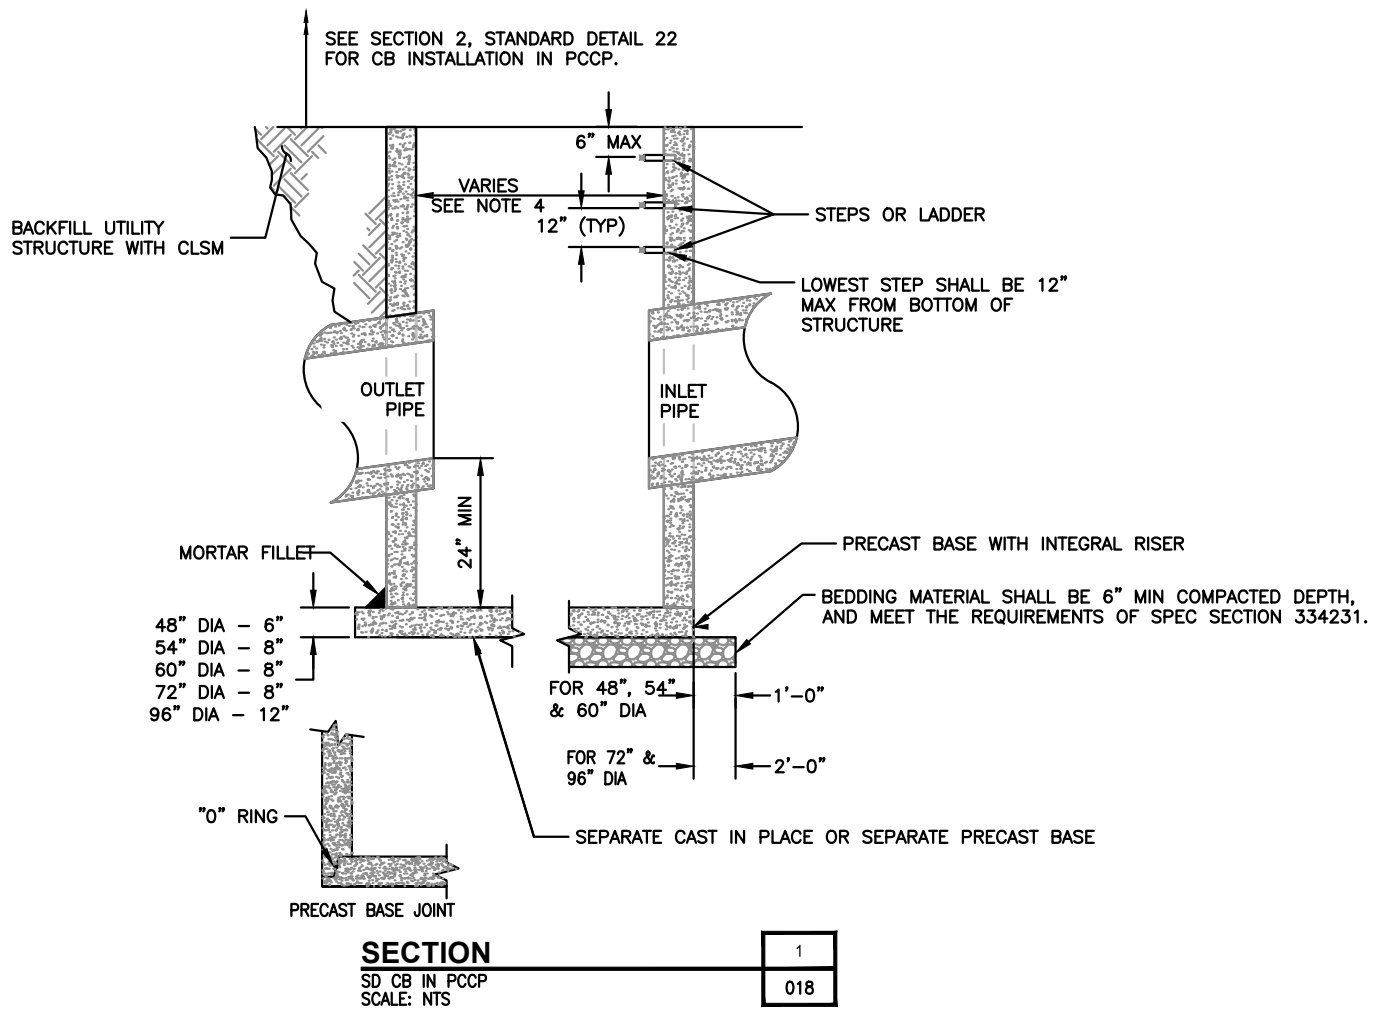 SEE SECTION 2, STANDARD DETAIL 22
FOR CB INSTALLATION IN PCCP.
6” MAX
VARIES
SEE NOTE 4
12” (TYP)
STEPS OR LADDER
BACKFILL UTILITY
STRUCTURE WITH CLSM
LOWEST STEP SHALL BE 12”
MAX FROM BOTTOM OF
STRUCTURE
OUTLET
PIPE
INLET
PIPE
24” MIN
MORTAR FILLET
PRECAST BASE WITH INTEGRAL RISER
BEDDING MATERIAL SHALL BE 6” MIN COMPACTED DEPTH,
AND MEET THE REQUIREMENTS OF SPEC SECTION 334231.
48” DIA – 6”
54” DIA – 8”
60” DIA – 8”
72” DIA – 8”
96” DIA – 12”
FOR 48”, 54”
& 60” DIA
1’–0”
FOR 72” &
96” DIA
2’–0”
”O” RING
SEPARATE CAST IN PLACE OR SEPARATE PRECAST BASE
PRECAST BASE JOINT
SECTION
SD CB IN PCCP
SCALE: NTS
1
018